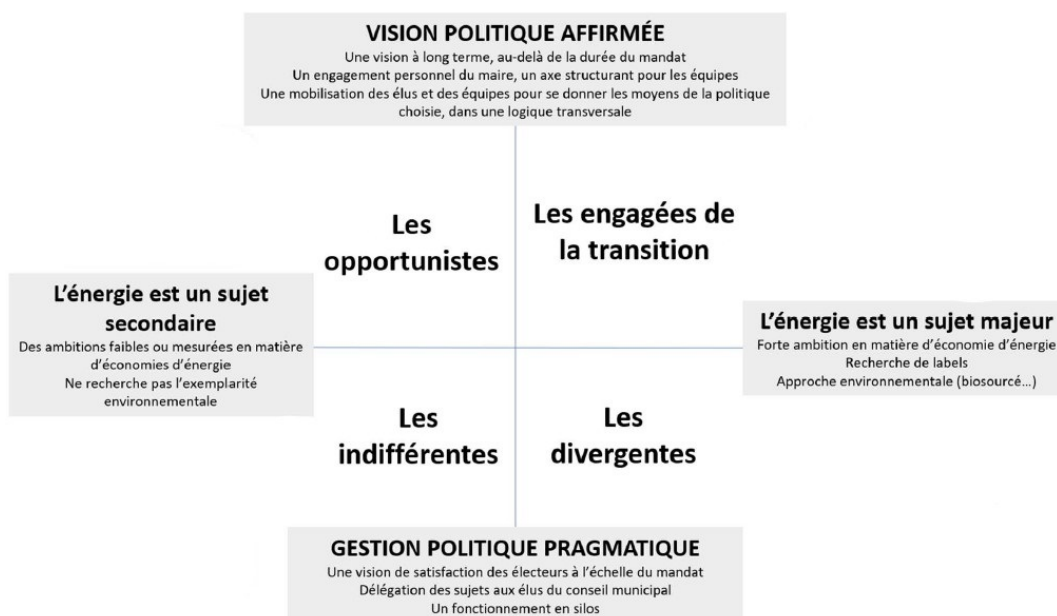 VISION POLITIQUE AFFIRMÉE
Une vision à long terme, au-delà de la durée du mandat
Un engagement personnel du maire, un axe structurant pour les équipes
Une mobilisation des élus et des équipes pour se donner les moyens de la politique
choisie, dans une logique transversale
Les
opportunistes
Les engagées de
la transition
L'énergie est un sujet
secondaire
Des ambitions faibles ou mesurées en matière
d'économies d'énergie
Ne recherche pas l'exemplarité
environnementale
L'énergie est un sujet majeur
Forte ambition en matière d'économie d'énergie
Recherche de labels
Approche environnementale (biosourcé...)
Les
indifférentes
Les
divergentes
GESTION POLITIQUE PRAGMATIQUE
Une vision de satisfaction des électeurs à l'échelle du mandat
Délégation des sujets aux élus du conseil municipal
Un fonctionnement en silos